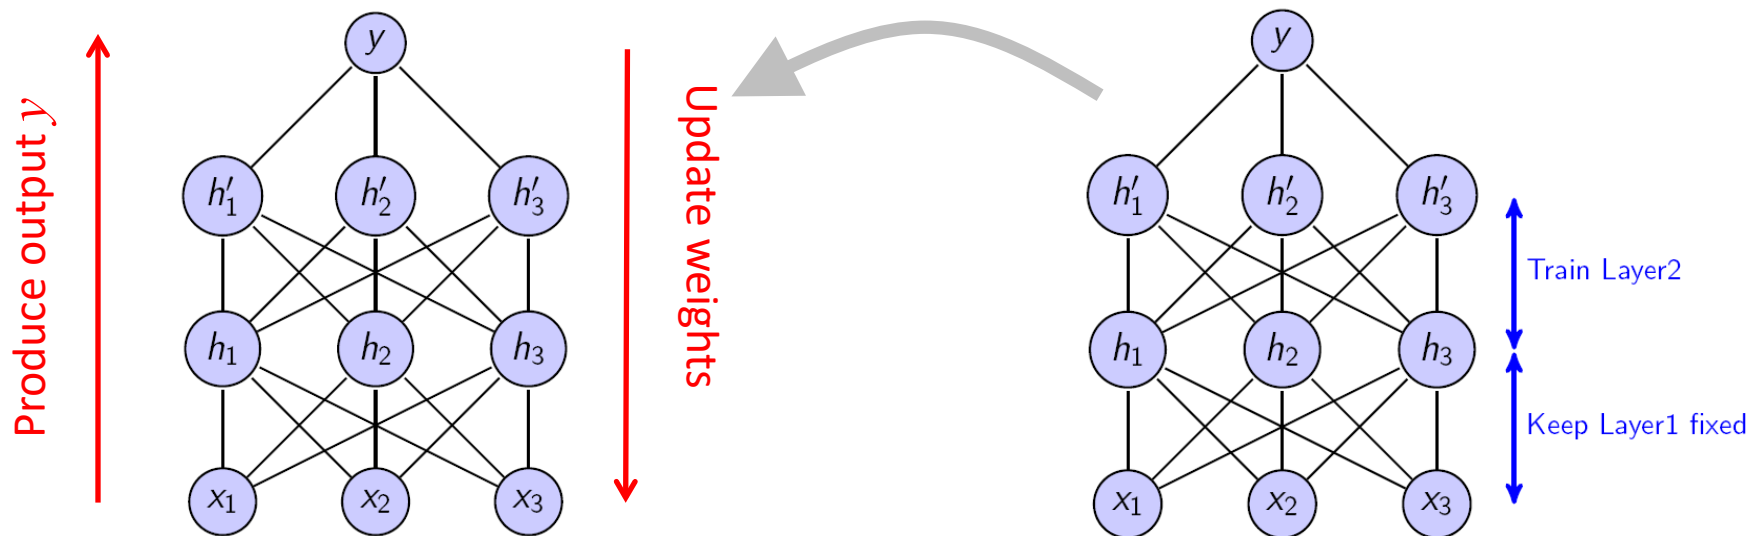 Produce output y
y
h′1 h′2 h′3
h1 h2 h3
x1 x2 x3
Update weights
y
h′1 h′2 h′3
h1 h2 h3
x1 x2 x3
Train Layer2
Keep Layer1 fixed